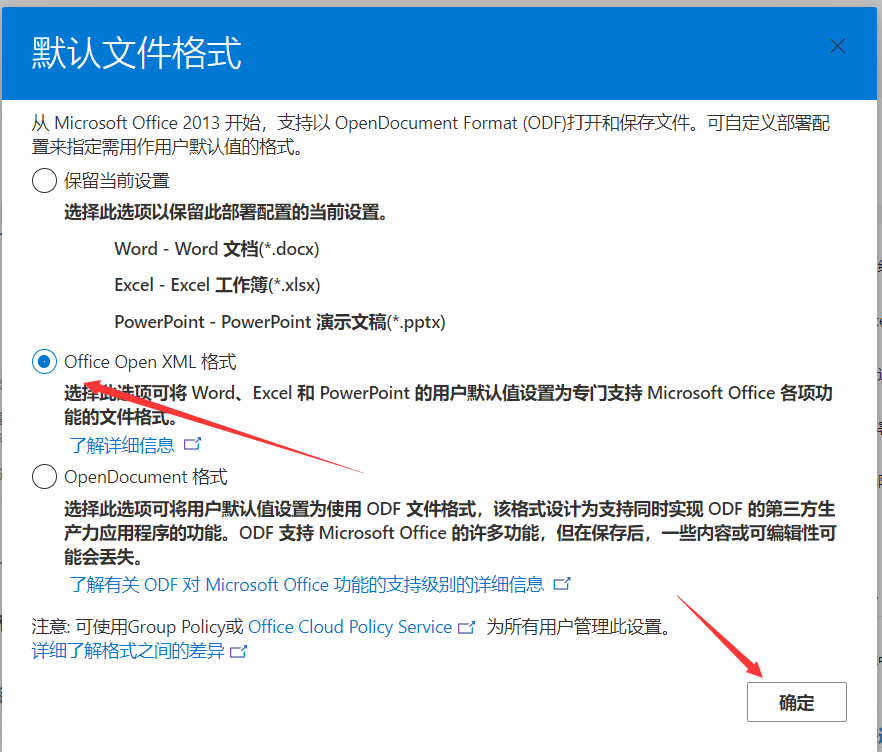 默认文件格式
从 Microsoft Office 2013 开始，支持以 OpenDocument Format (ODF)打开和保存文件。可自定义部署配
置来指定需用作用户默认值的格式。
保留当前设置
选择此选项以保留此部署配置的当前设置。
Word - Word 文档(*.docx)
Excel - Excel 工作簿(*.xlsx)
PowerPoint - PowerPoint 演示文稿(*.pptx)
Office Open XML 格式
选择此选项可将 Word、Excel 和 PowerPoint 的用户默认值设置为专门支持 Microsoft Office 各项功
能的文件格式。
了解详细信息
OpenDocument 格式
选择此选项可将用户默认值设置为使用 ODF 文件格式，该格式设计为支持同时实现 ODF 的第三方生
产力应用程序的功能。ODF 支持 Microsoft Office 的许多功能，但在保存后，一些内容或可编辑性可
能会丢失。
了解有关 ODF 对 Microsoft Office 功能的支持级别的详细信息
注意: 可使用Group Policy或 Office Cloud Policy Service 为所有用户管理此设置。
详细了解格式之间的差异
确定